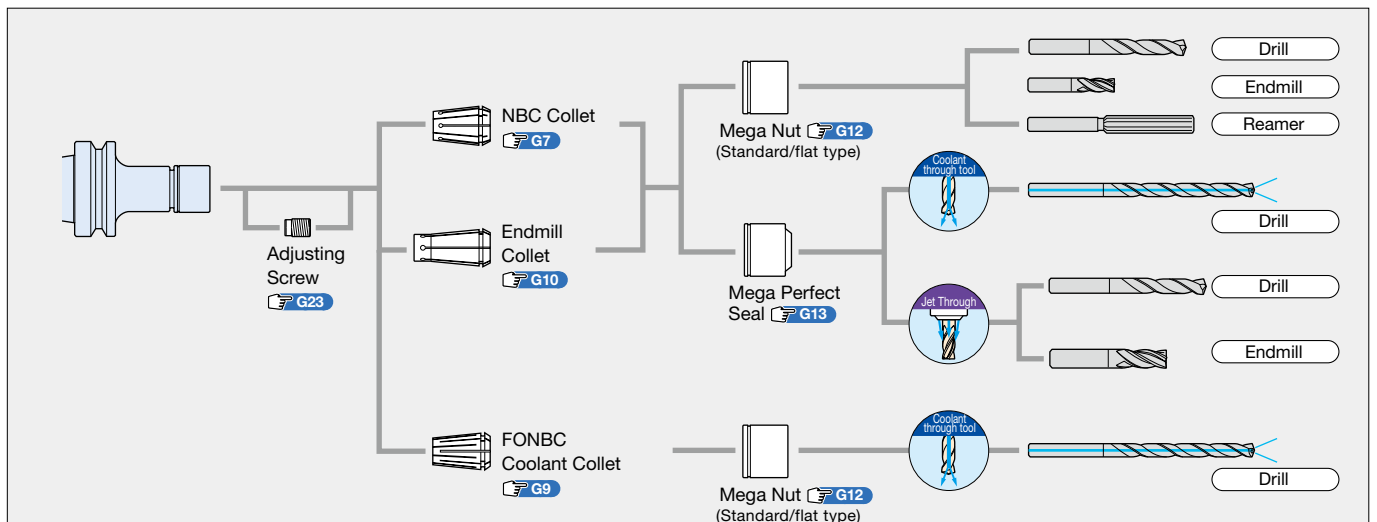 Adjusting
Screw
G23
NBC Collet
G7
Endmill
Collet
G10
FONBC
Coolant Collet
G9
Mega Nut G12
(Standard/flat type)
Mega Perfect
Seal G13
Mega Nut G12
(Standard/flat type)
Coolant
through tool
Jet Through
Coolant
through tool
Drill
Endmill
Reamer
Drill
Drill
Endmill
Drill